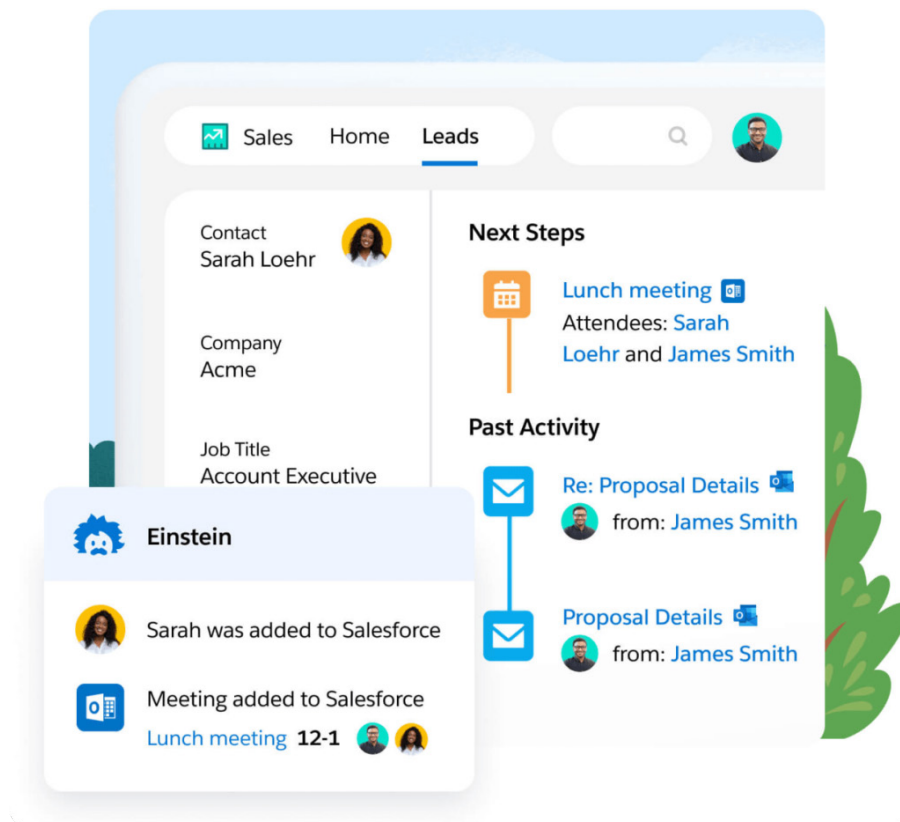 Sales Home Leads
Contact
Sarah Loehr
Company
Acme
Job Title
Account Executive
Next Steps
Lunch meeting
Attendees: Sarah
Loehr and James Smith
Past Activity
Re: Proposal Details
from: James Smith
Proposal Details
from: James Smith
Einstein
Sarah was added to Salesforce
Meeting added to Salesforce
Lunch meeting 12-1